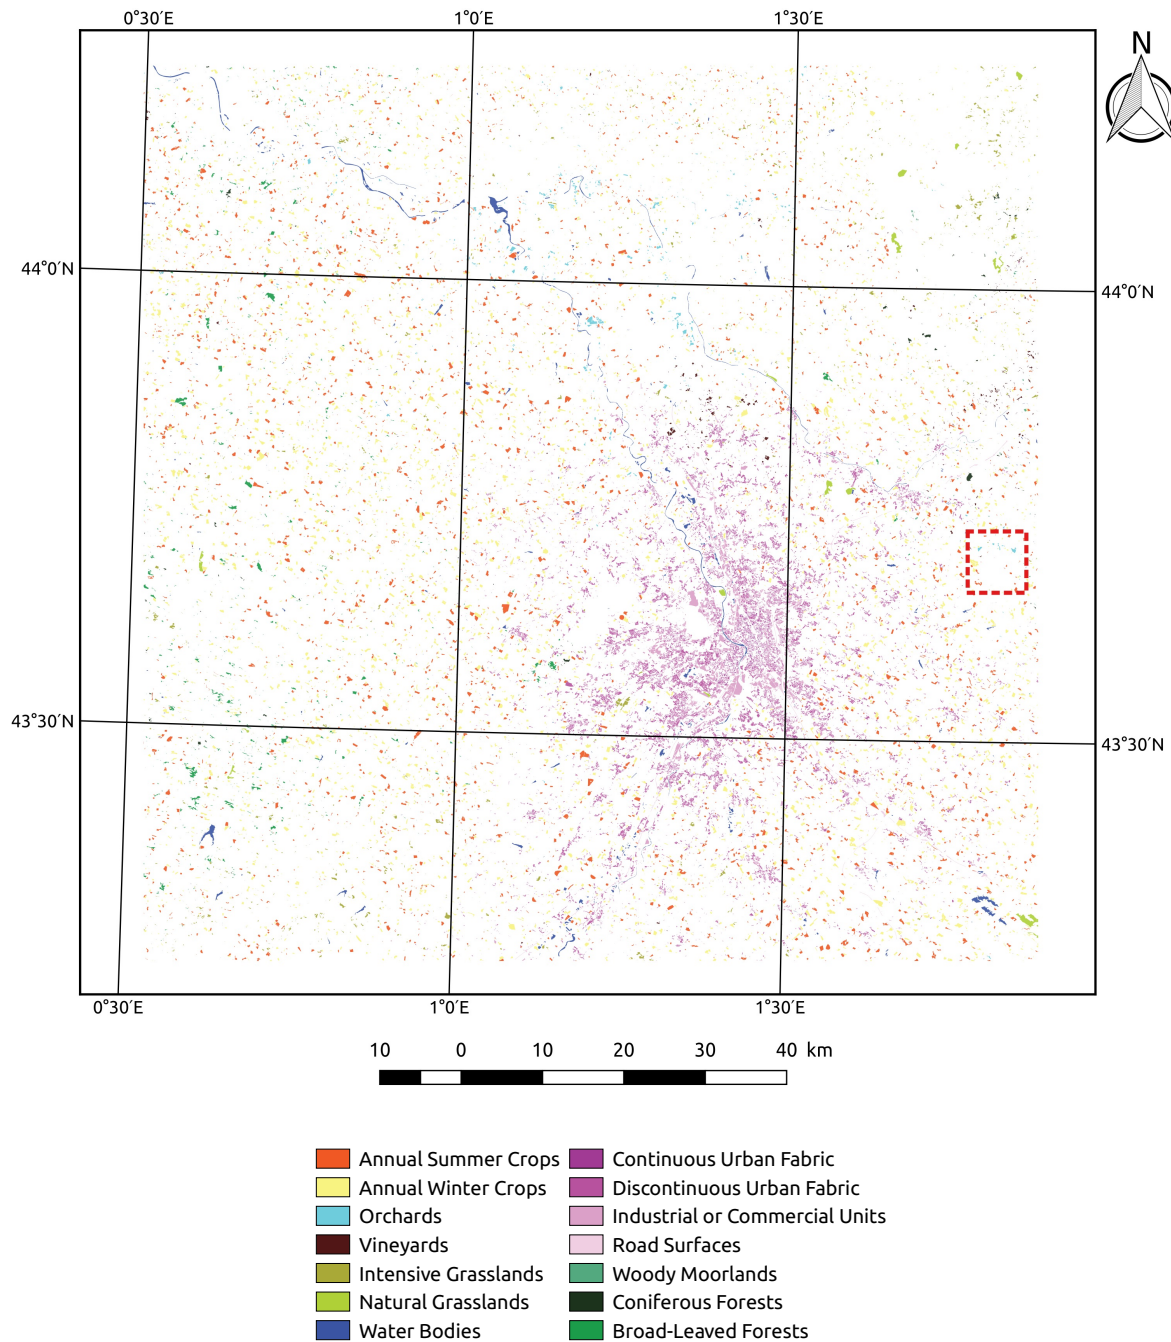 0°30′E 1°0′E 1°30′E
N
44°0′N
44°0′N
43°30′N
43°30′N
0°30′E 1°0′E 1°30′E
10 0 10 20 30 40 km
Annual Summer Crops Continuous Urban Fabric
Annual Winter Crops Discontinuous Urban Fabric
Orchards Industrial or Commercial Units
Vineyards Road Surfaces
Intensive Grasslands Woody Moorlands
Natural Grasslands Coniferous Forests
Water Bodies Broad-Leaved Forests